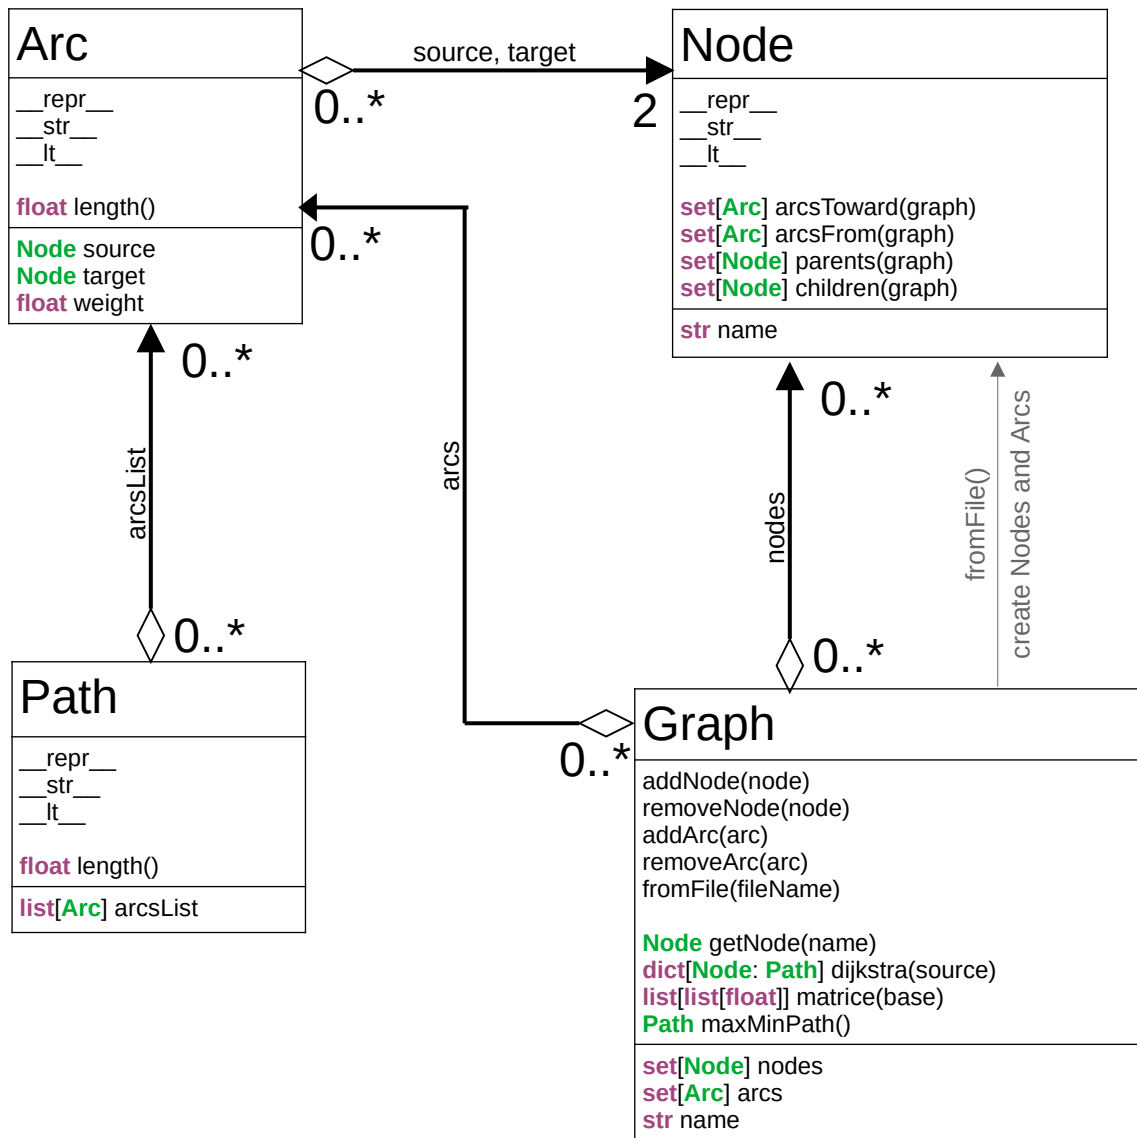 Arc
__repr__
__str__
__lt__
float length()
Node source
Node target
float weight
source, target
0..*
2
Node
__repr__
__str__
__lt__
set[Arc] arcsToward(graph)
set[Arc] arcsFrom(graph)
set[Node] parents(graph)
set[Node] children(graph)
str name
0..*
0..*
arcsList
0..*
arcs
0..*
nodes
0..*
fromFile()
create Nodes and Arcs
Path
__repr__
__str__
__lt__
float length()
list[Arc] arcsList
0..*
Graph
addNode(node)
removeNode(node)
addArc(arc)
removeArc(arc)
fromFile(fileName)
Node getNode(name)
dict[Node: Path] dijkstra(source)
list[list[float]] matrice(base)
Path maxMinPath()
set[Node] nodes
set[Arc] arcs
str name